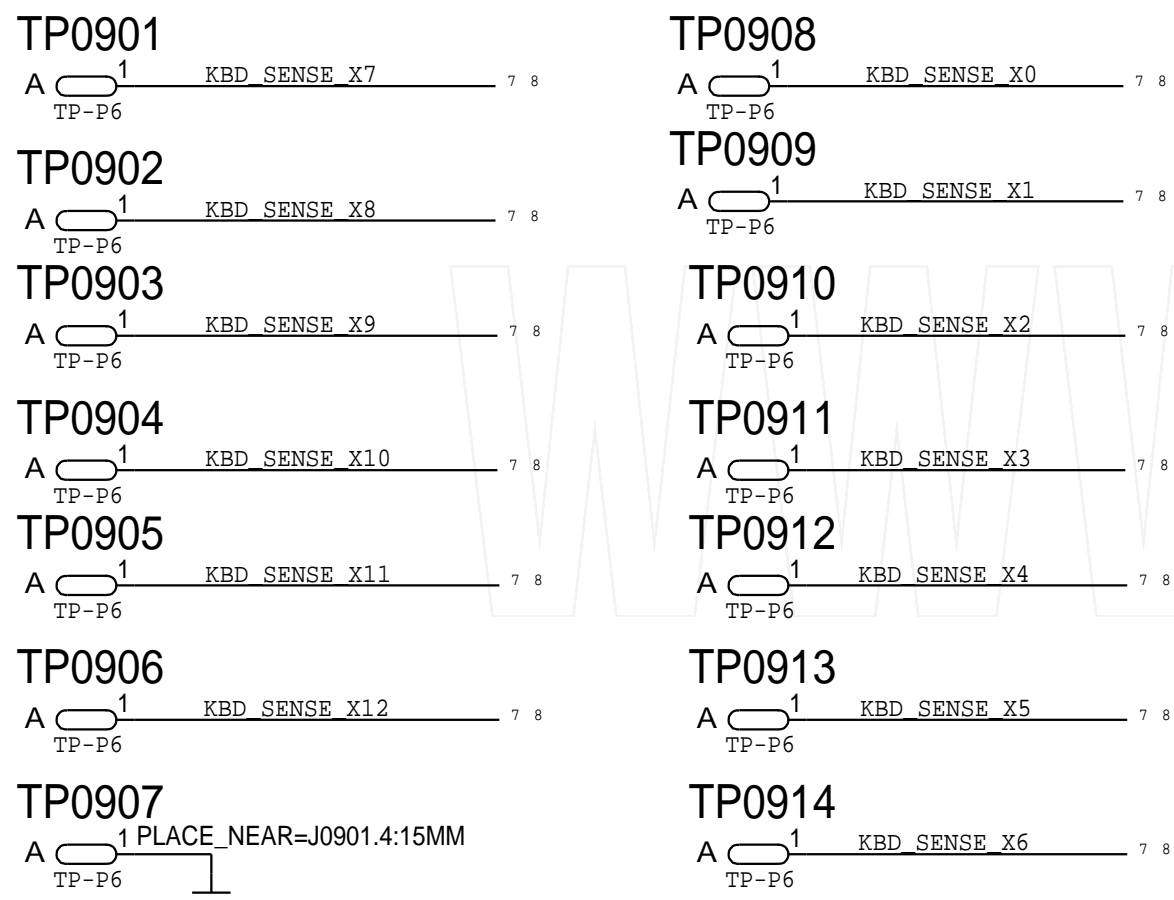 TP0901
A 1 KBD_SENSE_X7 7 8
TP-P6
TP0902
A 1 KBD_SENSE_X8 7 8
TP-P6
TP0903
A 1 KBD_SENSE_X9 7 8
TP-P6
TP0904
A 1 KBD_SENSE_X10 7 8
TP-P6
TP0905
A 1 KBD_SENSE_X11 7 8
TP-P6
TP0906
A 1 KBD_SENSE_X12 7 8
TP-P6
TP0907
A 1 PLACE_NEAR=J0901.4:15MM
TP-P6
TP0908
A 1 KBD_SENSE_X0 7 8
TP-P6
TP0909
A 1 KBD_SENSE_X1 7 8
TP-P6
TP0910
A 1 KBD_SENSE_X2 7 8
TP-P6
TP0911
A 1 KBD_SENSE_X3 7 8
TP-P6
TP0912
A 1 KBD_SENSE_X4 7 8
TP-P6
TP0913
A 1 KBD_SENSE_X5 7 8
TP-P6
TP0914
A 1 KBD_SENSE_X6 7 8
TP-P6
WW